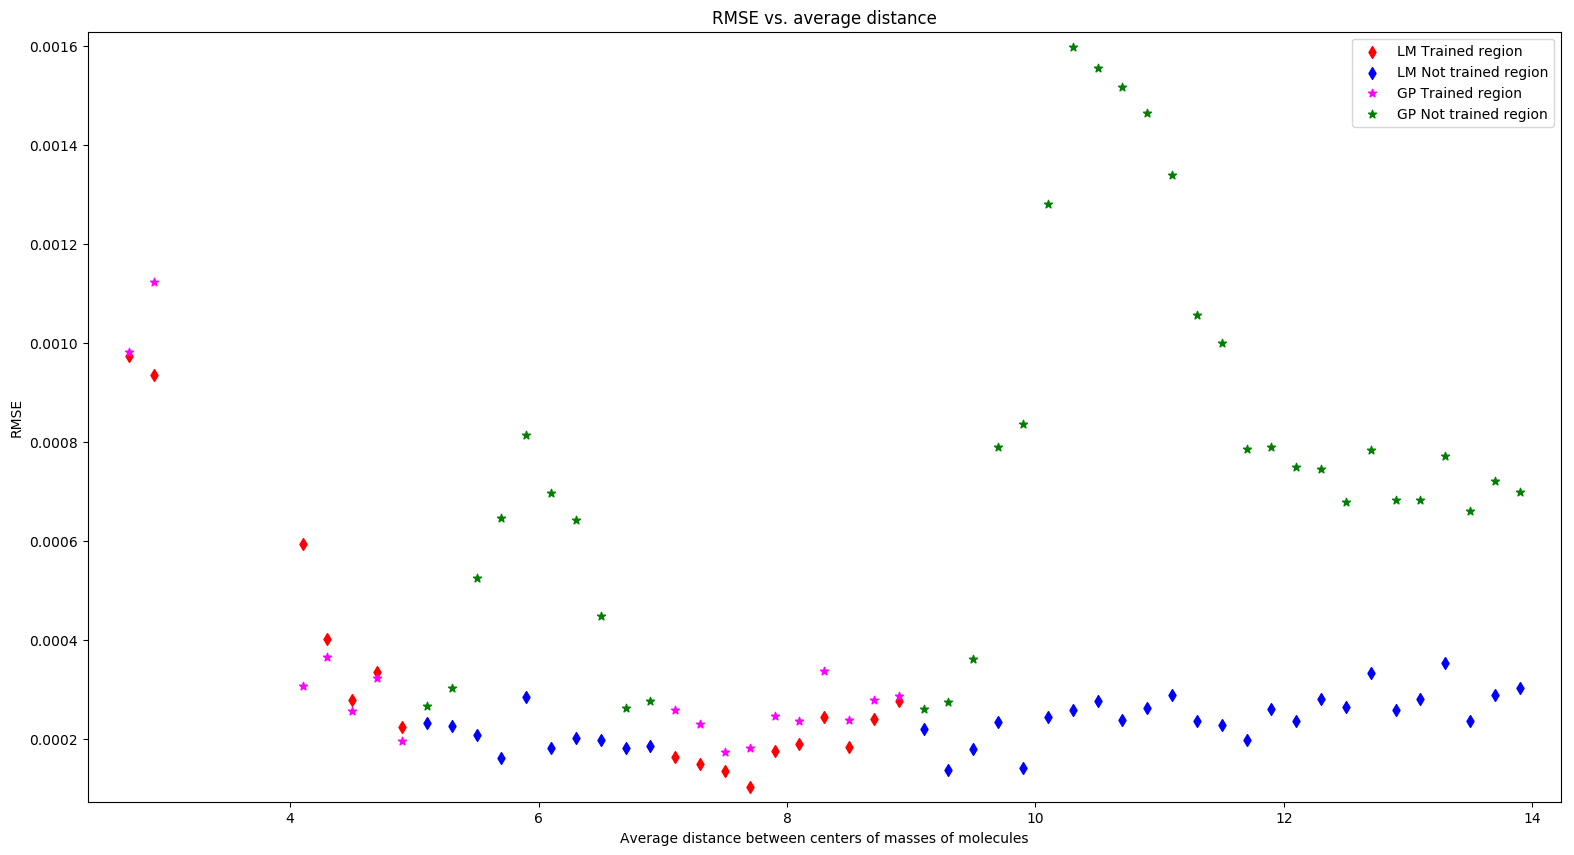 RMSE vs. average distance
LM Trained region
LM Not trained region
GP Trained region
GP Not trained region
RMSE
0.0016
0.0014
0.0012
0.0010
0.0008
0.0006
0.0004
0.0002
4
6
8
10
12
14
Average distance between centers of masses of molecules